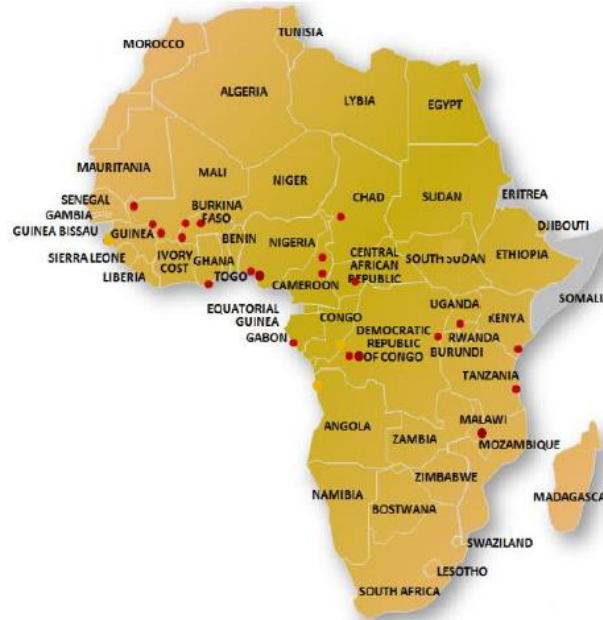 MOROCCO
TUNISIA
ALGERIA
LYBIA
EGYPT
MAURITANIA
MALI
NIGER
CHAD
SUDAN
ERITREA
SENEGAL
GAMBIA
GUINEA BISSAU
GUINEA
BURKINA
FASO
DJIBOUTI
SIERRA LEONE
LIBERIA
IVORY
COST
GHANA
TOGO
BENIN
NIGERIA
CAMEROON
CENTRAL
AFRICAN
REPUBLIC
SOUTH SUDAN
ETHIOPIA
SOMALI
EQUATORIAL
GUINEA
GABON
CONGO
DEMOCRATIC
REPUBLIC
OF CONGO
UGANDA
KENYA
RWANDA
BURUNDI
TANZANIA
ANGOLA
ZAMBIA
MALAWI
MOZAMBIQUE
ZIMBABWE
NAMIBIA
BOSTWANA
MADAGASCA
SWAZILAND
LESOTHO
SOUTH AFRICA